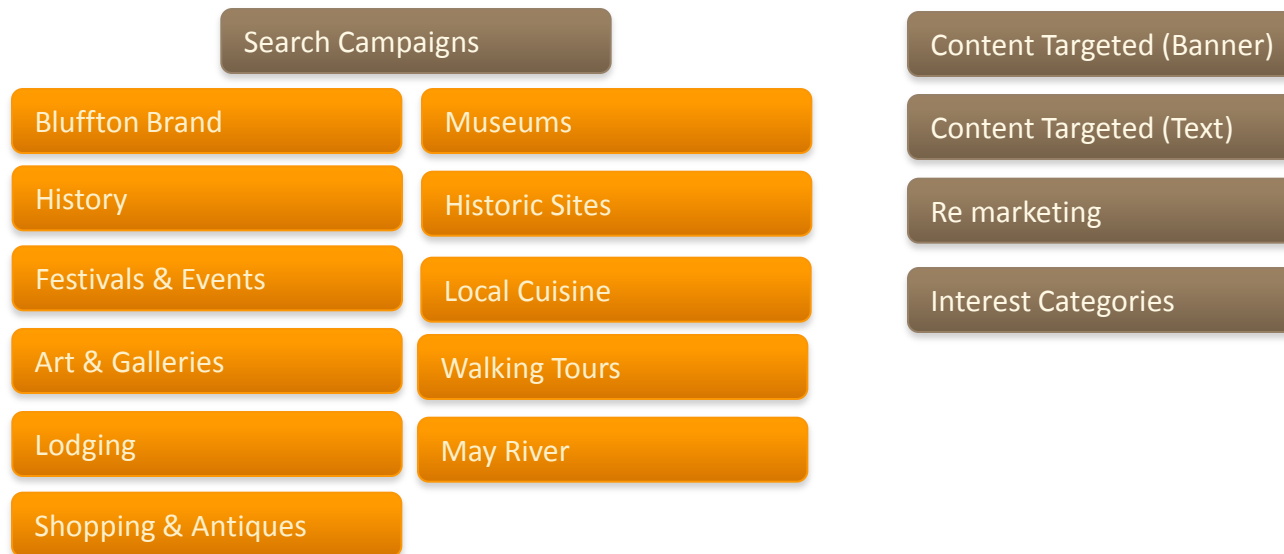 Search Campaigns
Bluffton Brand
History
Festivals & Events
Art & Galleries
Lodging
Shopping & Antiques
Museums
Historic Sites
Local Cuisine
Walking Tours
May River
Content Targeted (Banner)
Content Targeted (Text)
Re marketing
Interest Categories